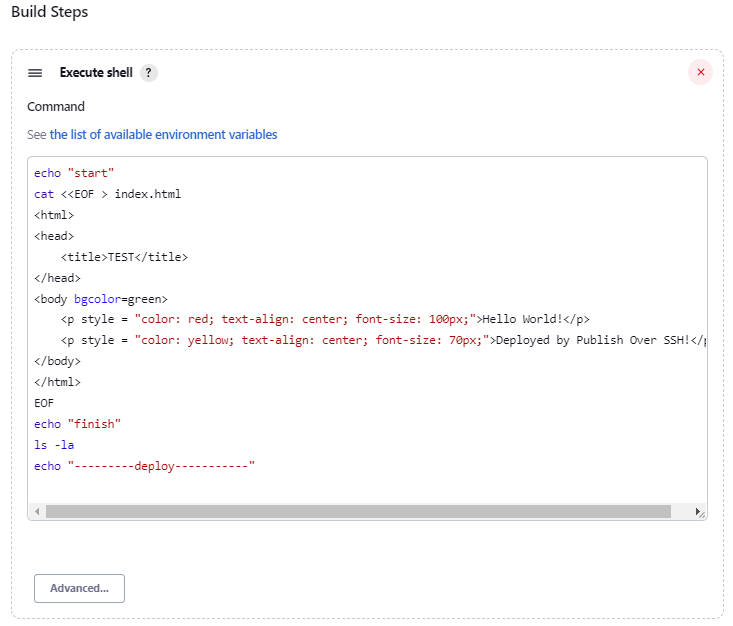 Build Steps
Execute shell ?
Command
See the list of available environment variables
echo "start"
cat <<EOF > index.html
<html>
<head>
    <title>TEST</title>
</head>
<body bgcolor=green>
    <p style = "color: red; text-align: center; font-size: 100px;">Hello World!</p>
    <p style = "color: yellow; text-align: center; font-size: 70px;">Deployed by Publish Over SSH!</p
</body>
</html>
EOF
echo "finish"
ls -la
echo "---------deploy-----------"
Advanced...